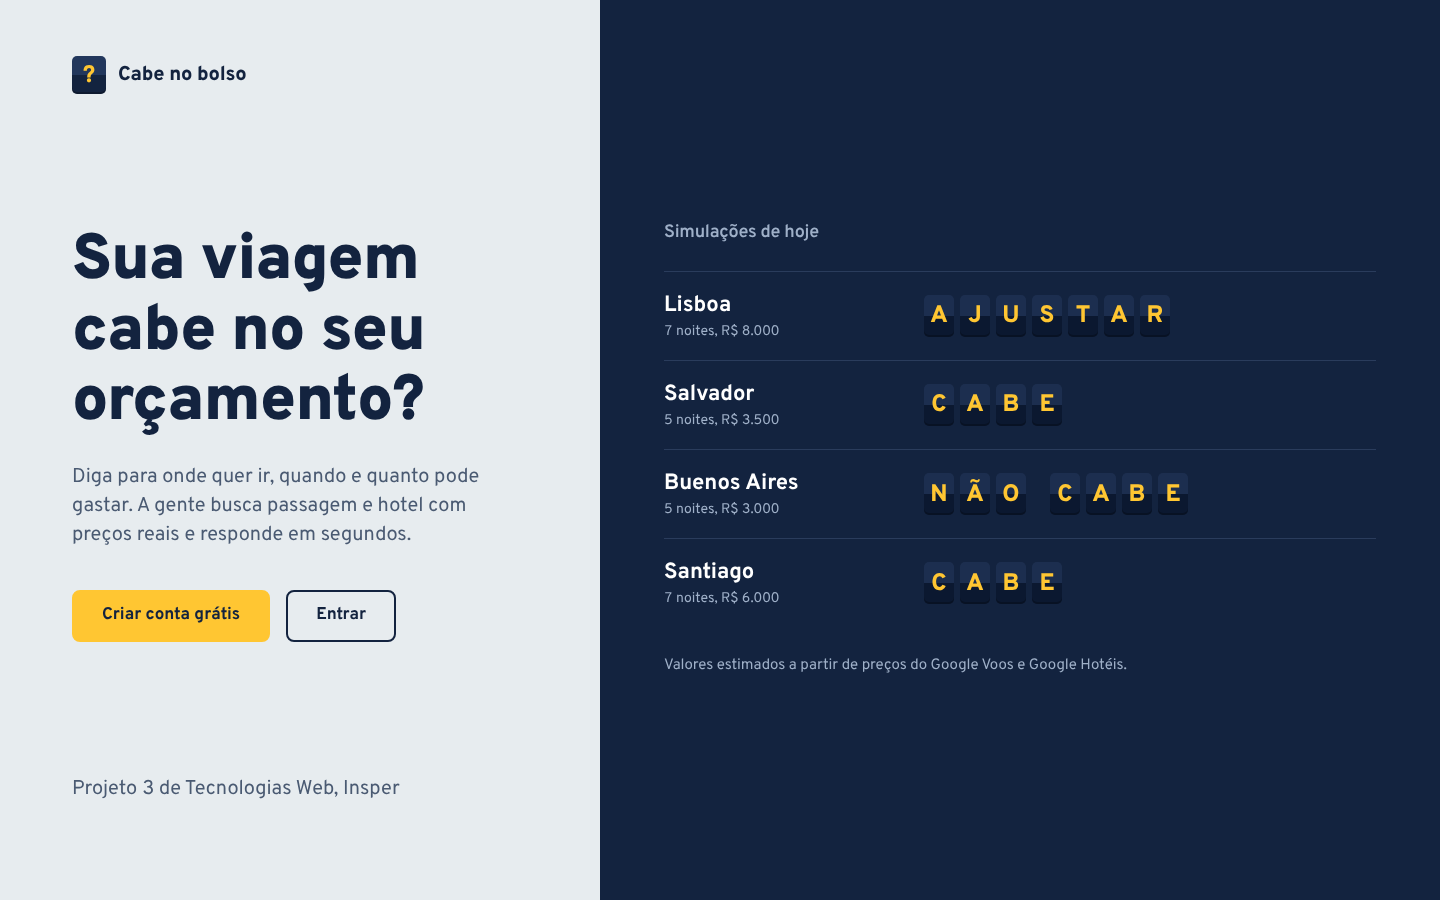 ?
Cabe no bolso
Sua viagem
cabe no seu
orçamento?
Diga para onde quer ir, quando e quanto pode
gastar. A gente busca passagem e hotel com
preços reais e responde em segundos.
Criar conta grátis
Entrar
Projeto 3 de Tecnologias Web, Insper
Simulações de hoje
Lisboa
7 noites, R$ 8.000
AJUSTAR
Salvador
5 noites, R$ 3.500
CABE
Buenos Aires
5 noites, R$ 3.000
NÃO CABE
Santiago
7 noites, R$ 6.000
CABE
Valores estimados a partir de preços do Google Voos e Google Hotéis.